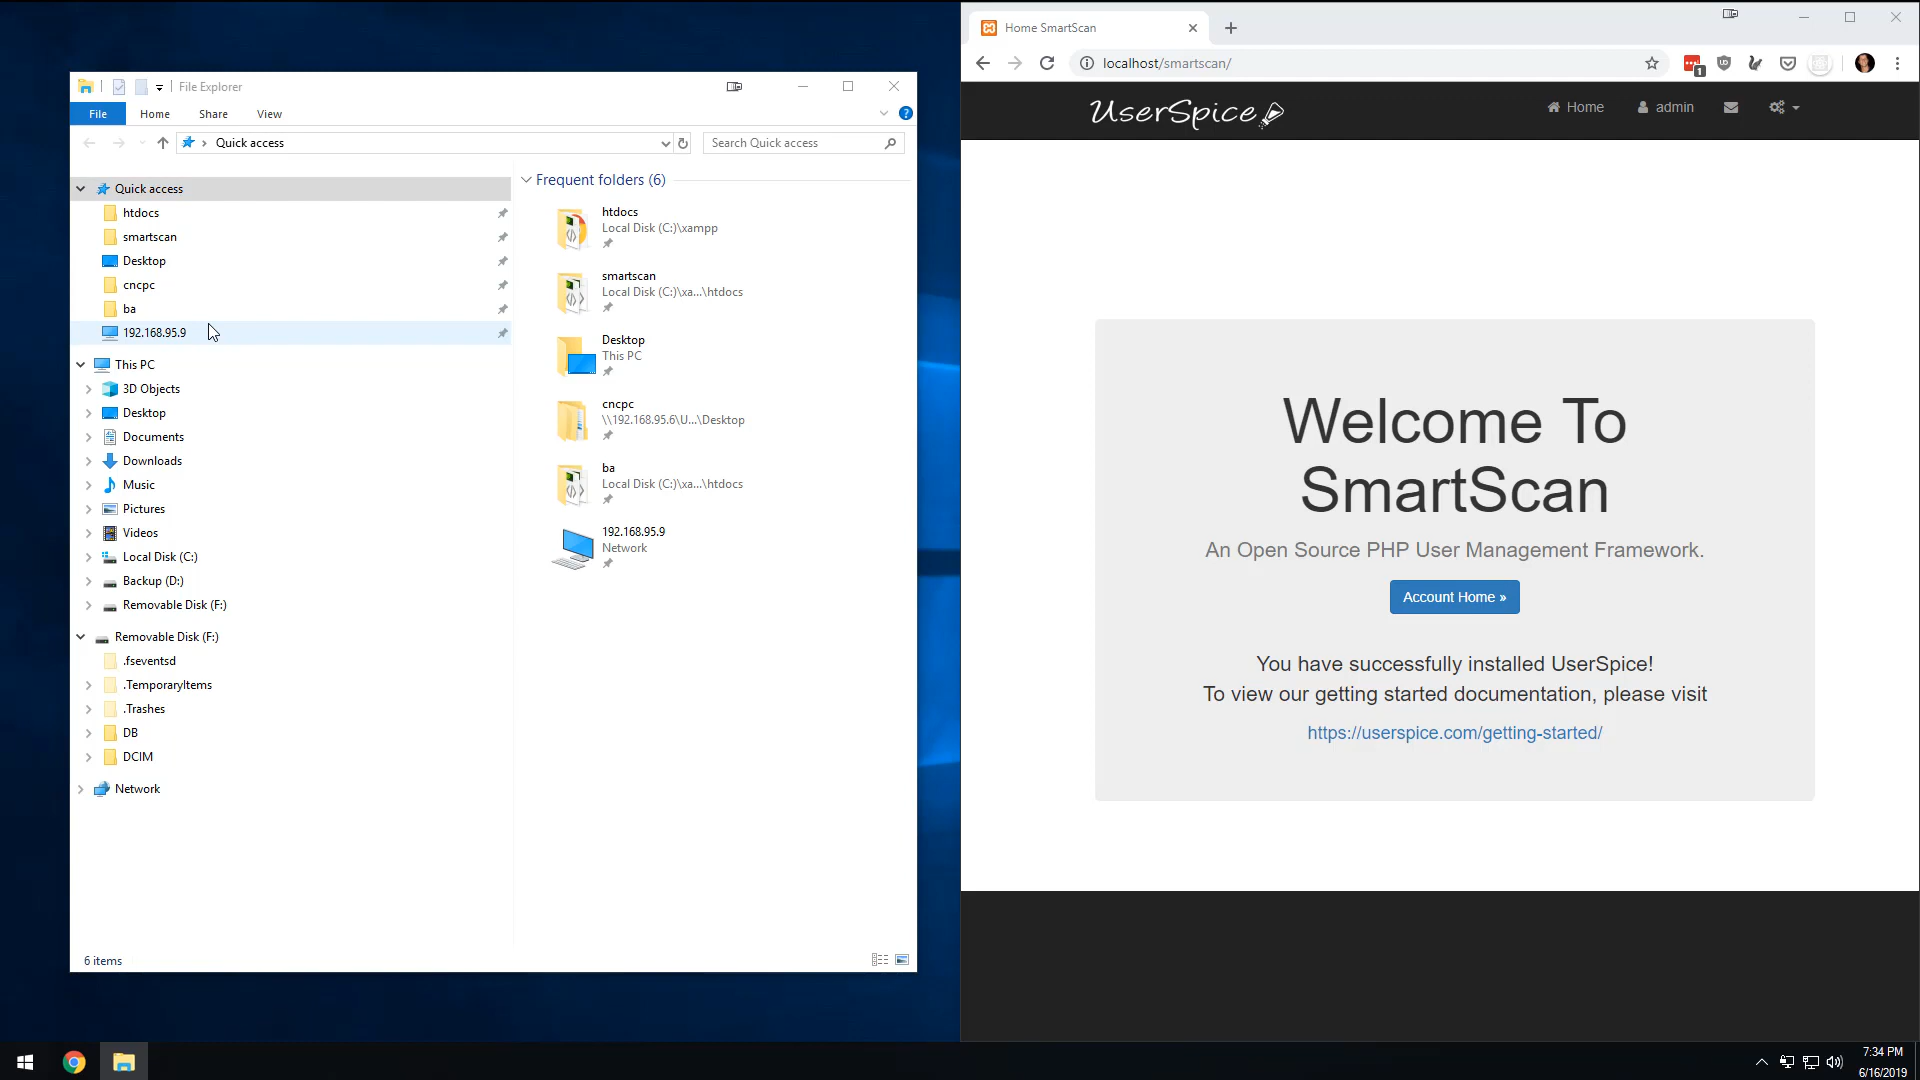 File Explorer
File
Home
Share
View
Quick access
Search Quick access
Quick access
htdocs
smartscan
Desktop
cncpc
ba
192.168.95.9
This PC
3D Objects
Desktop
Documents
Downloads
Music
Pictures
Videos
Local Disk (C:)
Backup (D:)
Removable Disk (F:)
Removable Disk (F:)
.fseventsd
.TemporaryItems
.Trashes
DB
DCIM
Network
Frequent folders (6)
htdocs
Local Disk (C:)\xampp
smartscan
Local Disk (C:)\xa...\htdocs
Desktop
This PC
cncpc
\\192.168.95.6\U...\Desktop
ba
Local Disk (C:)\xa...\htdocs
192.168.95.9
Network
6 items
Home SmartScan
localhost/smartscan/
1
UserSpice
Home
admin
Welcome To
SmartScan
An Open Source PHP User Management Framework.
Account Home »
You have successfully installed UserSpice!
To view our getting started documentation, please visit
https://userspice.com/getting-started/
7:34 PM
6/16/2019